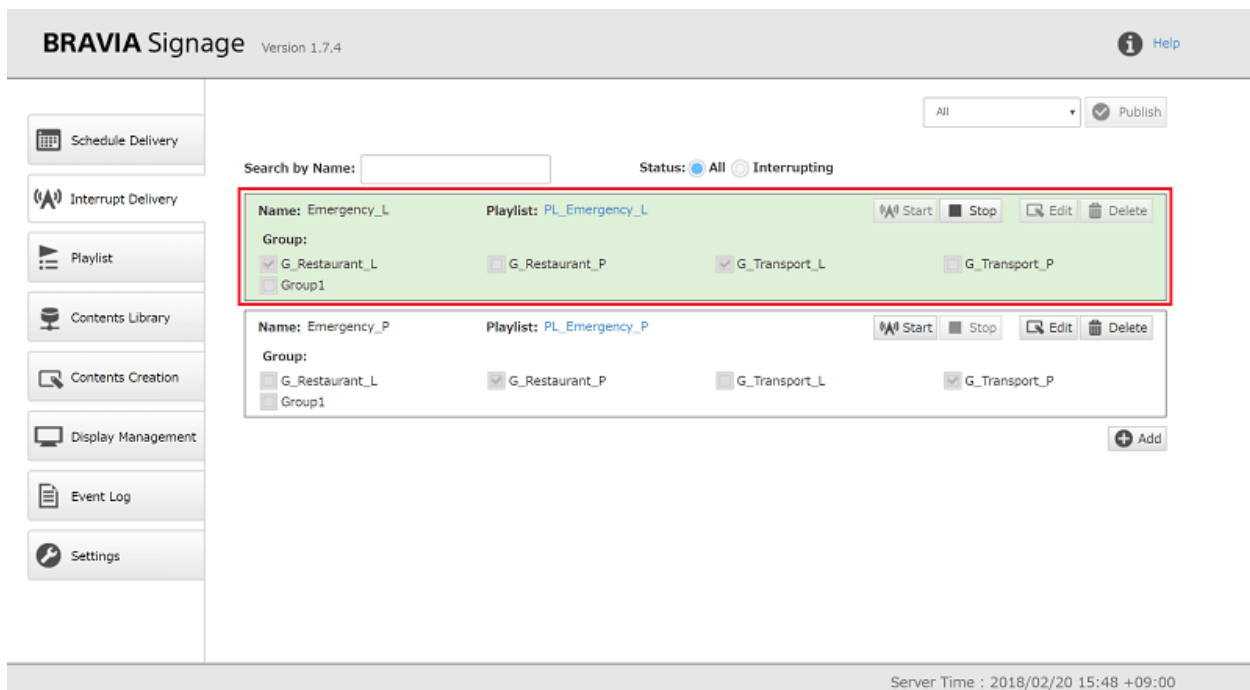 BRAVIA Signage Version 1.7.4
Help
All
Publish
Schedule Delivery
Interrupt Delivery
Playlist
Contents Library
Contents Creation
Display Management
Event Log
Settings
Search by Name:
Status: All Interrupting
Name: Emergency_L Playlist: PL_Emergency_L Start Stop Edit Delete
Group:
G_Restaurant_L G_Restaurant_P G_Transport_L G_Transport_P
Group1
Name: Emergency_P Playlist: PL_Emergency_P Start Stop Edit Delete
Group:
G_Restaurant_L G_Restaurant_P G_Transport_L G_Transport_P
Group1
Add
Server Time : 2018/02/20 15:48 +09:00